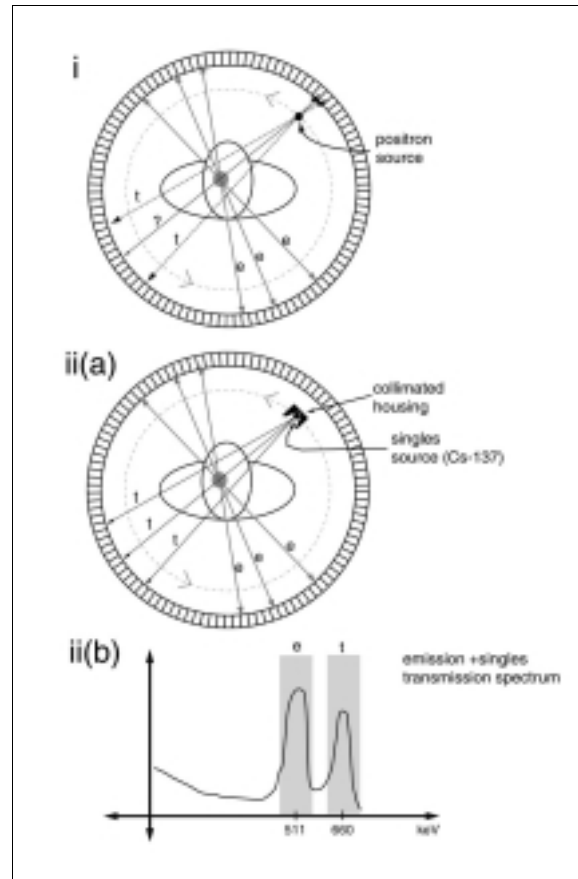 i
positron
source
t
?
t
e
e
e
ii(a)
collimated
housing
singles
source (Cs-137)
t
t
t
e
e
e
ii(b)
e t
emission +singles
transmission spectrum
511 660 keV